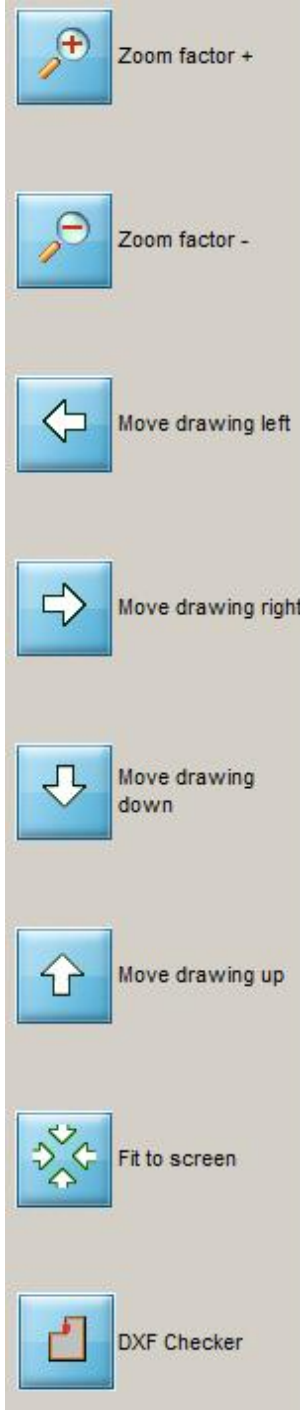 Zoom factor +
Zoom factor -
Move drawing left
Move drawing right
Move drawing
down
Move drawing up
Fit to screen
DXF Checker